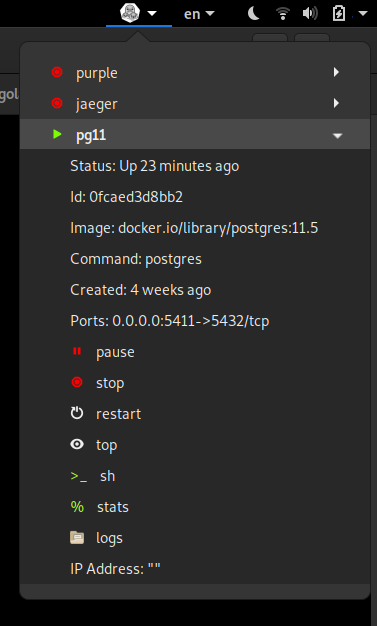 en
gol
purple
jaeger
pg11
Status: Up 23 minutes ago
Id: 0fcaed3d8bb2
Image: docker.io/library/postgres:11.5
Command: postgres
Created: 4 weeks ago
Ports: 0.0.0.0:5411->5432/tcp
pause
stop
restart
top
>_ sh
% stats
logs
IP Address: ""